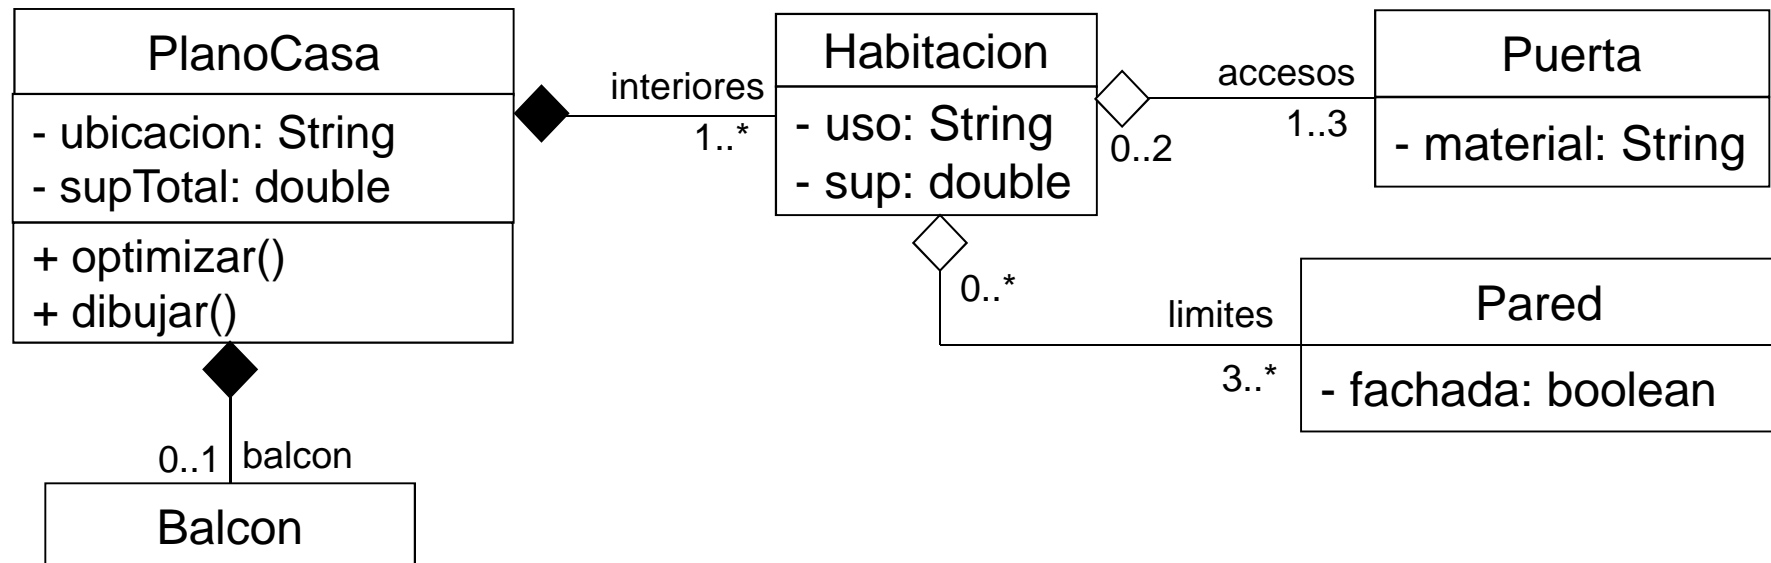 PlanoCasa
- ubicacion: String
- supTotal: double
+ optimizar()
+ dibujar()
interiores
1..*
Habitacion
- uso: String
- sup: double
accesos
0..2
1..3
Puerta
- material: String
0..*
limites
3..*
Pared
- fachada: boolean
0..1
balcon
Balcon